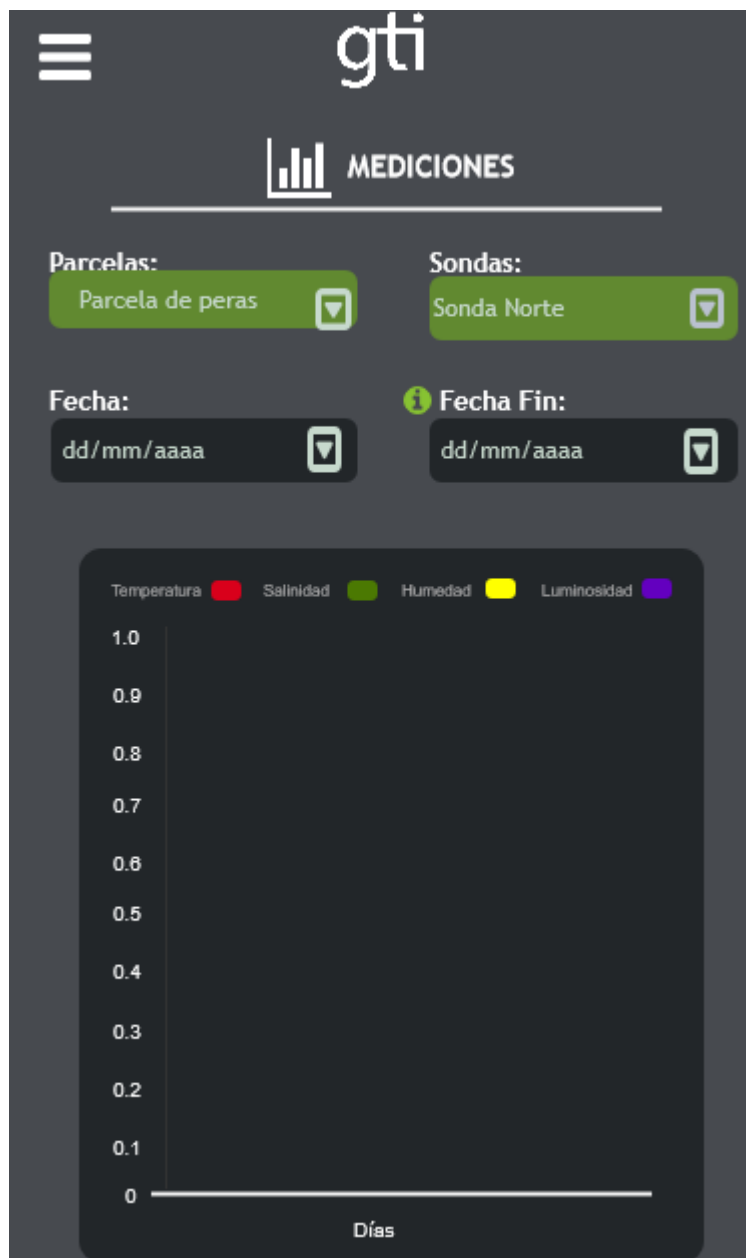 gti
MEDICIONES
Parcelas: Sondas:
Parcela de peras Sonda Norte
Fecha: Fecha Fin:
dd/mm/aaaa dd/mm/aaaa
Temperatura Salinidad Humedad Luminosidad
1.0
0.9
0.8
0.7
0.6
0.5
0.4
0.3
0.2
0.1
0
Días